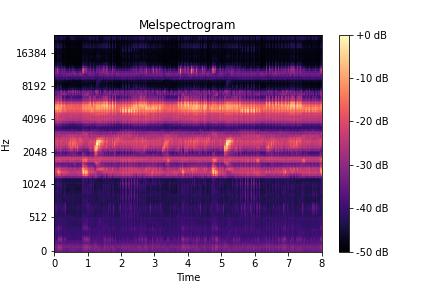 Melspectrogram
Hz
16384
8192
4096
2048
1024
512
0
0 1 2 3 4 5 6 7 8
Time
+0 dB
-10 dB
-20 dB
-30 dB
-40 dB
-50 dB